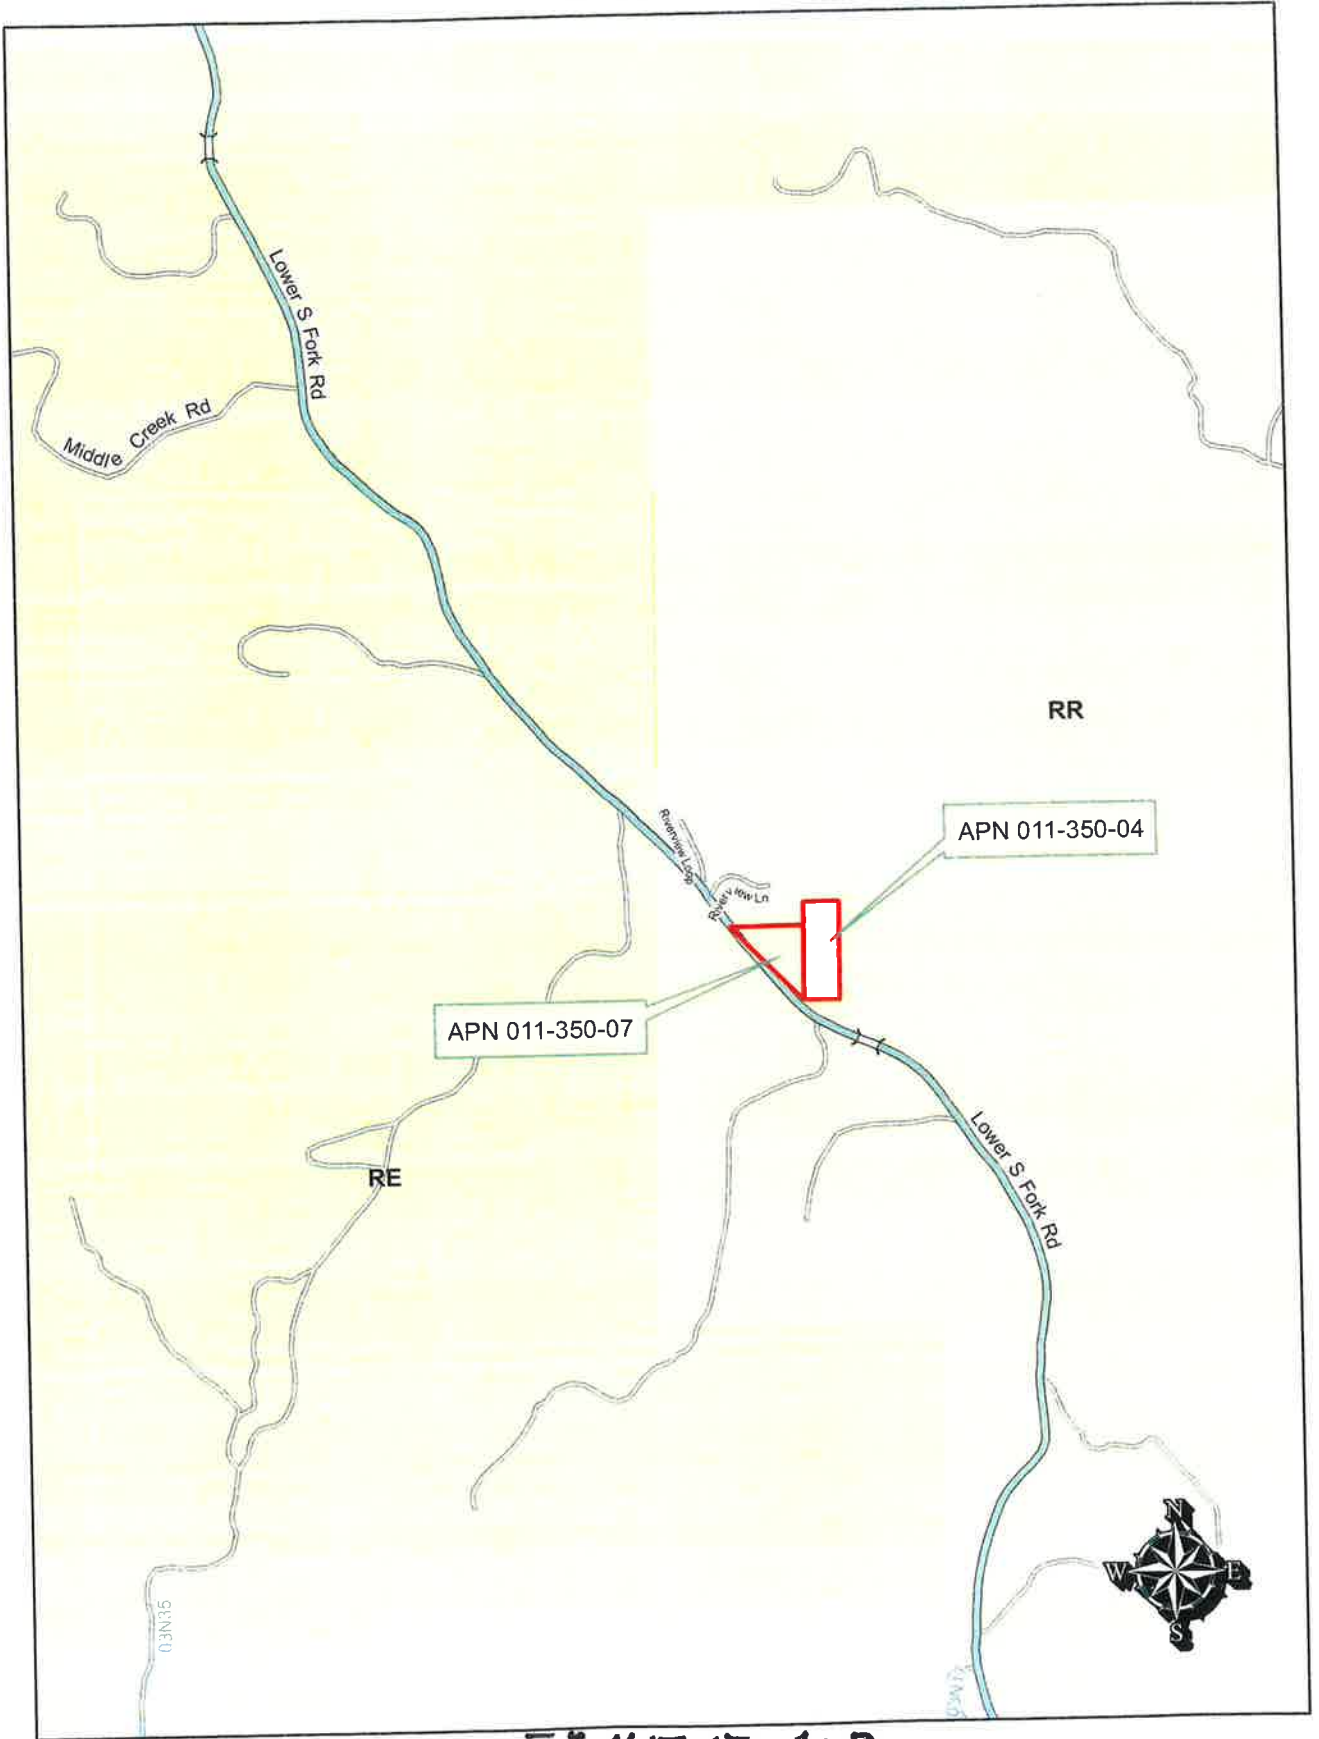 Lower S Fork Rd
Middle Creek Rd
RR
Riverview Loop
APN 011-350-04
Riverview Ln
APN 011-350-07
Lower S Fork Rd
RE
N
W E
S
03N35